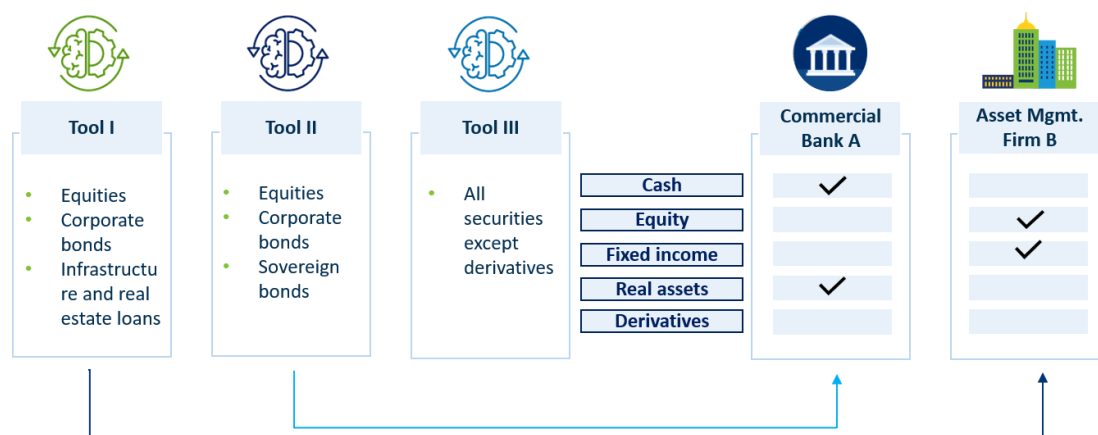 Tool I
Tool II
Tool III
Commercial
Bank A
Asset Mgmt.
Firm B
• Equities
• Corporate
bonds
• Infrastructu
re and real
estate loans
• Equities
• Corporate
bonds
• Sovereign
bonds
• All
securities
except
derivatives
Cash
Equity
Fixed income
Real assets
Derivatives